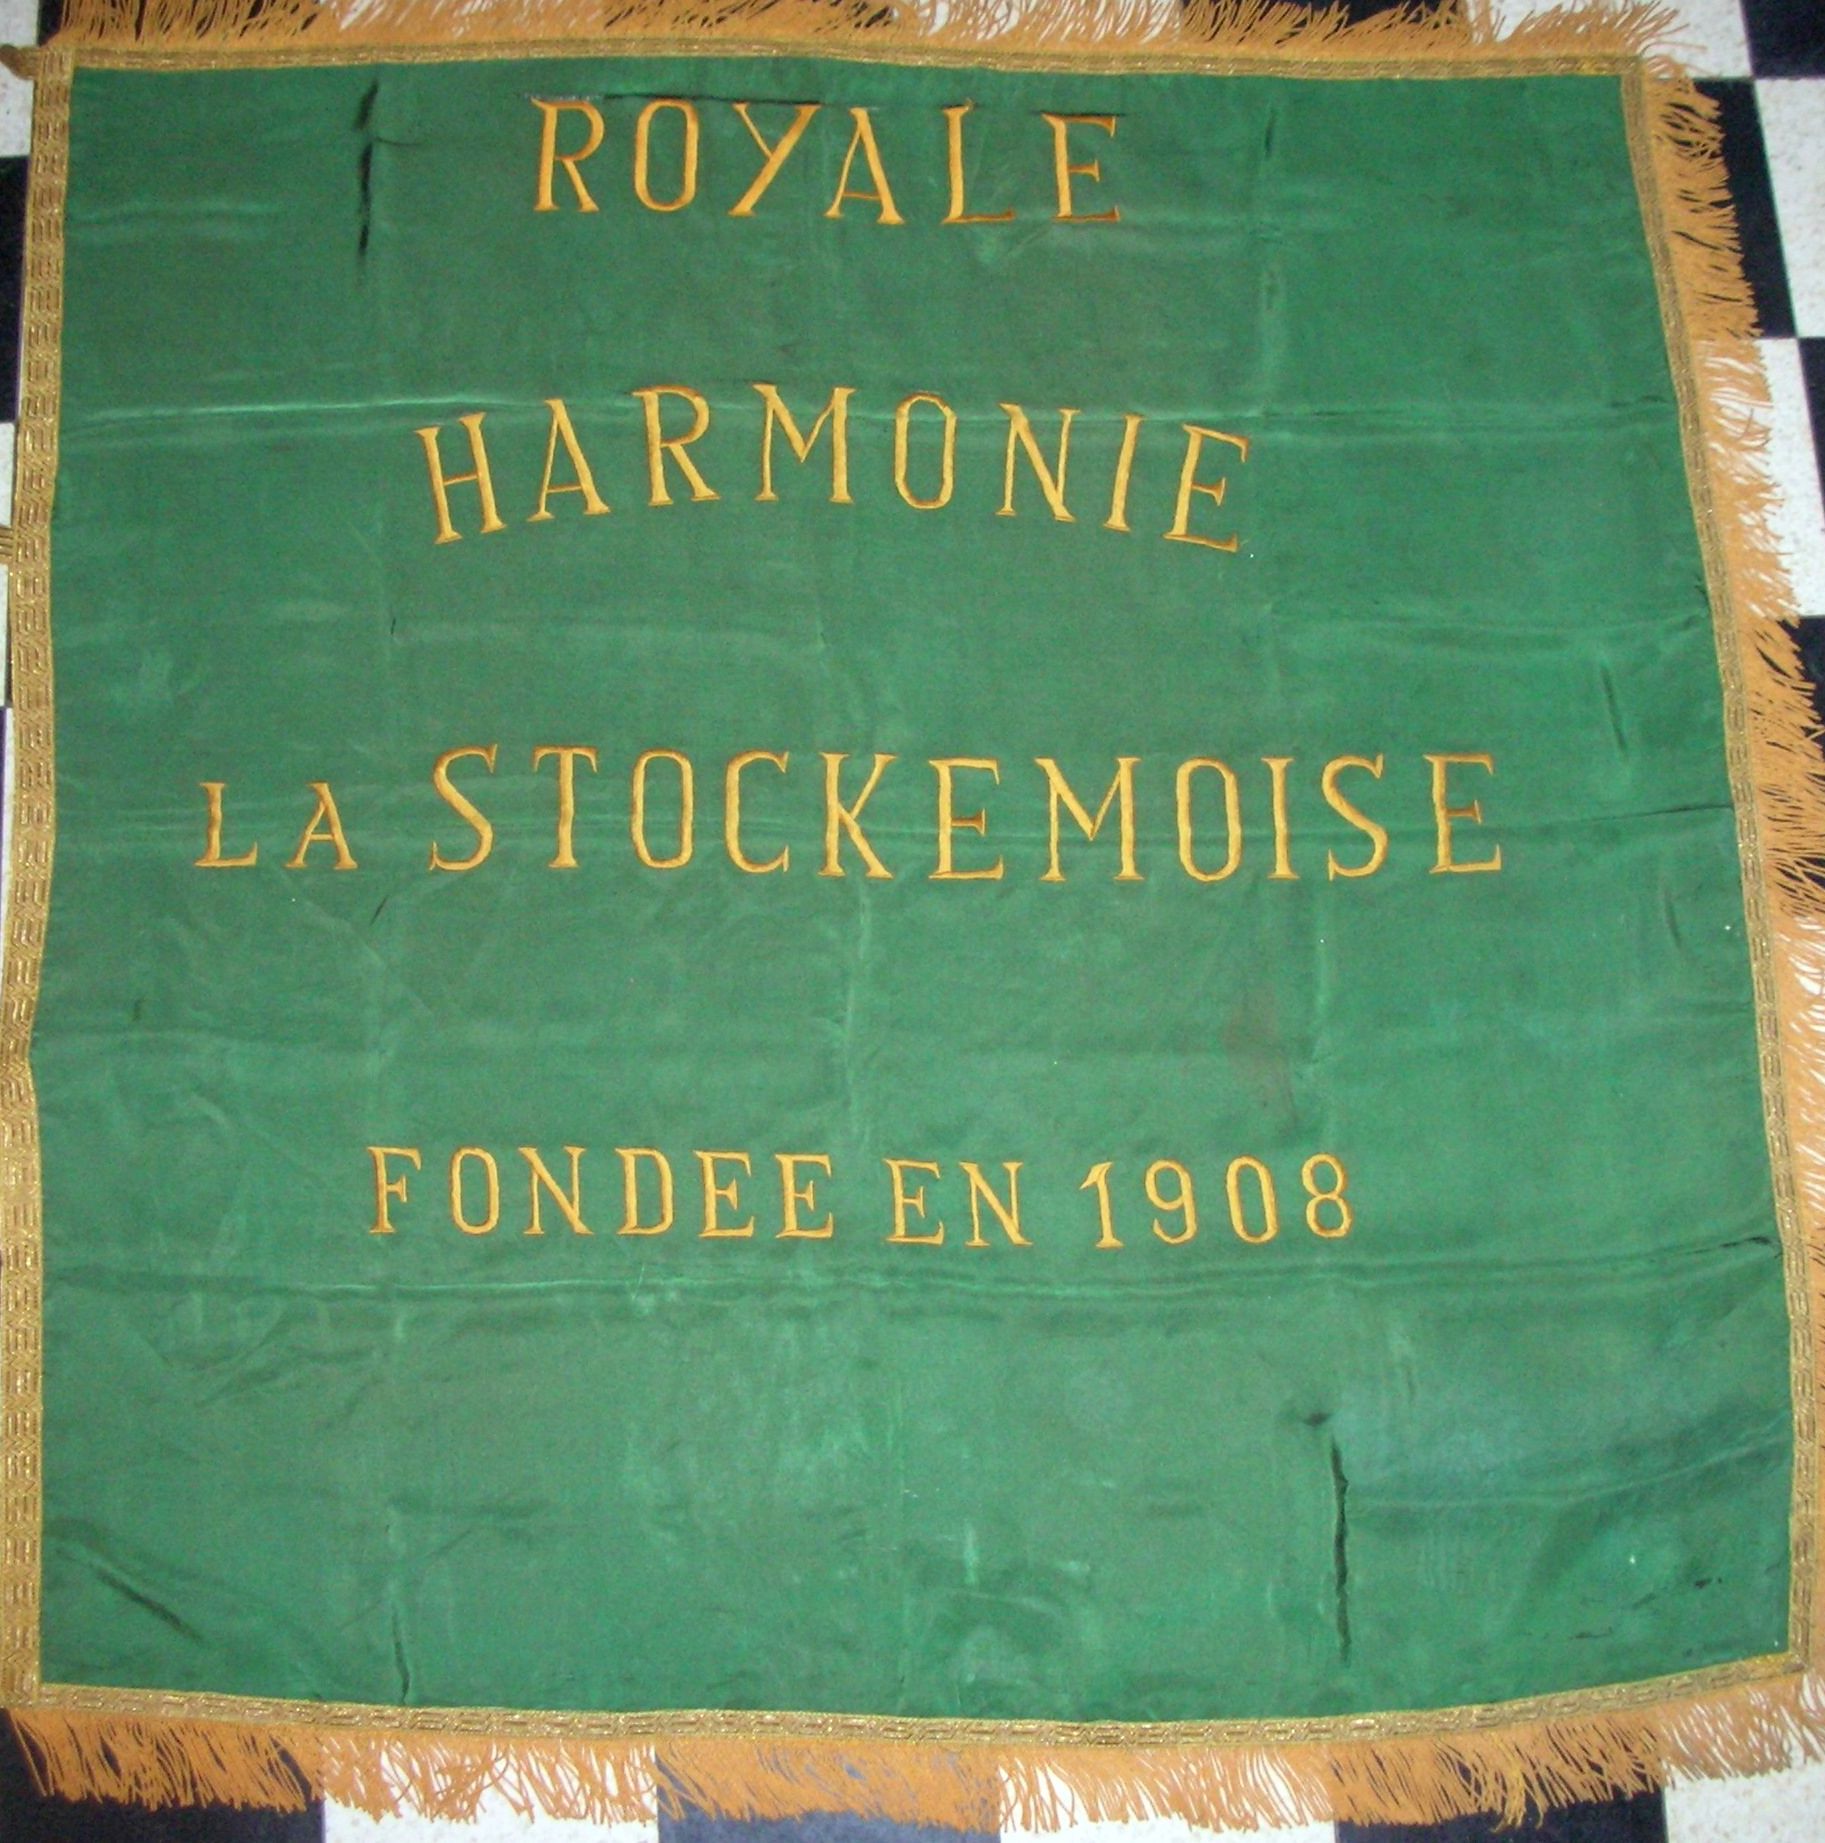 ROYALE
HARMONIE
LA STOCKEMOISE
FONDEE EN 1908